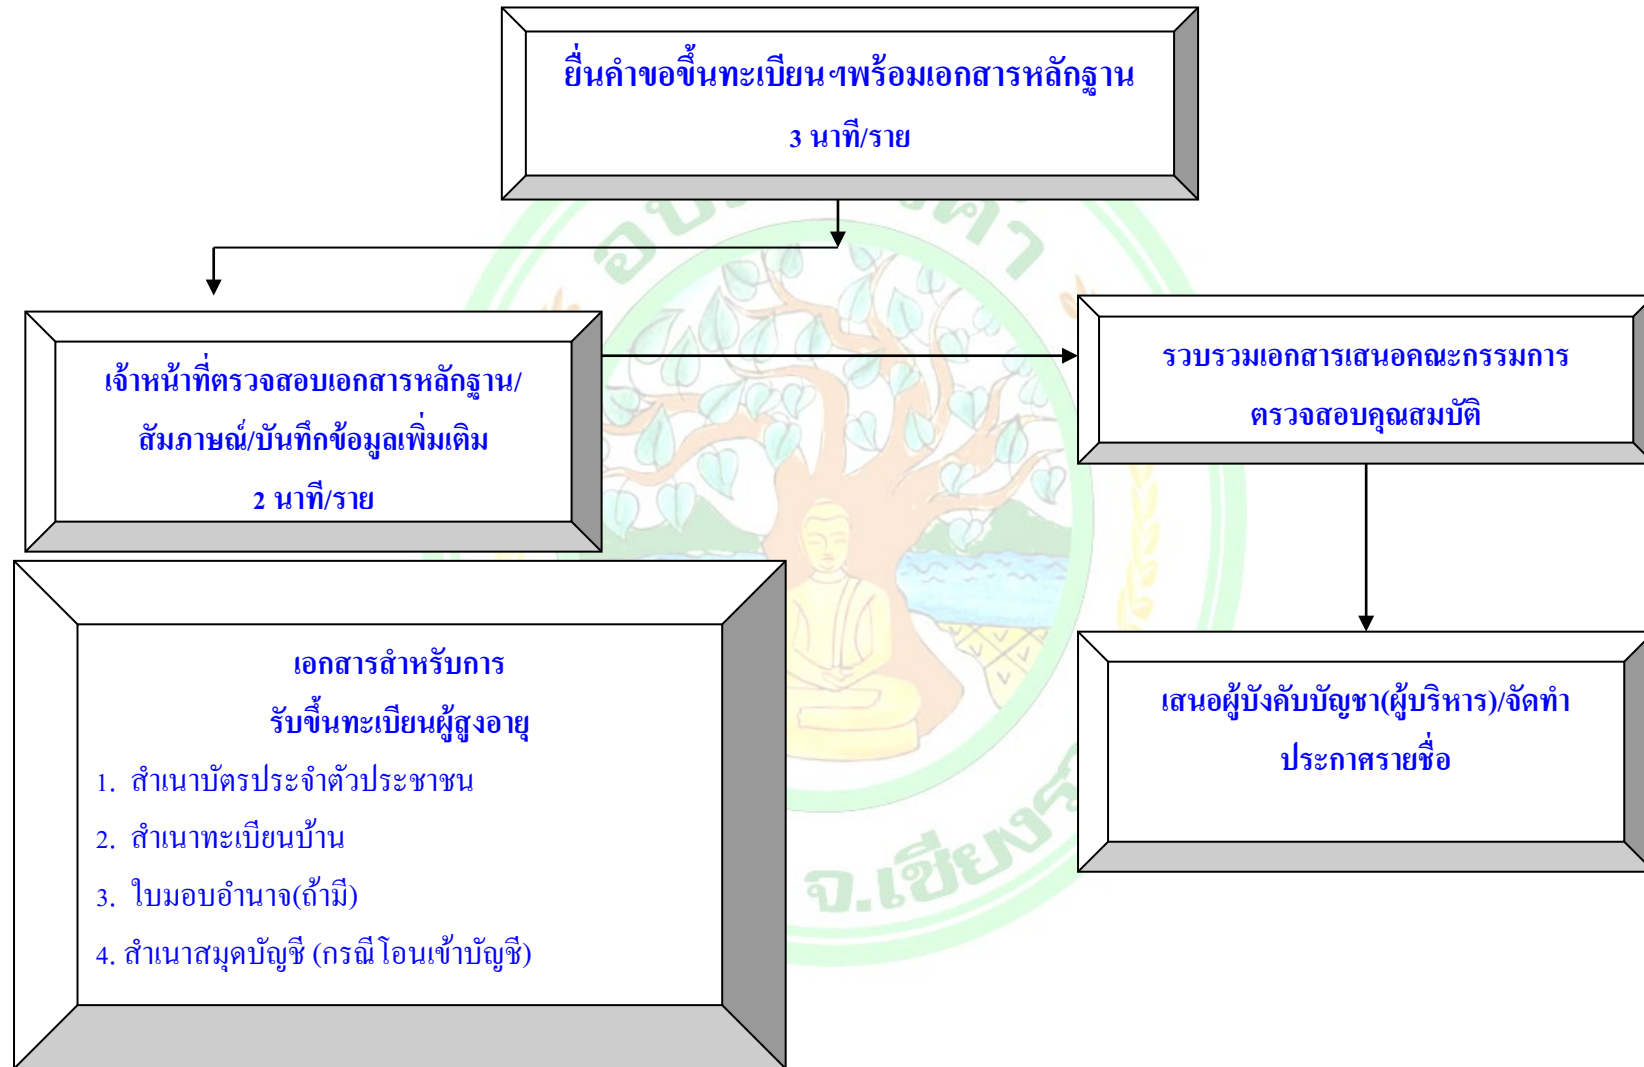 ยื่นคำขอขึ้นทะเบียนฯพร้อมเอกสารหลักฐาน
3 นาที/ราย
เจ้าหน้าที่ตรวจสอบเอกสารหลักฐาน/
สัมภาษณ์/บันทึกข้อมูลเพิ่มเติม
2 นาที/ราย
รวบรวมเอกสารเสนอคณะกรรมการ
ตรวจสอบคุณสมบัติ
เอกสารสำหรับการ
รับขึ้นทะเบียนผู้สูงอายุ
1. สำเนาบัตรประจำตัวประชาชน
2. สำเนาทะเบียนบ้าน
3. ใบมอบอำนาจ(ถ้ามี)
4. สำเนาสมุดบัญชี (กรณีโอนเข้าบัญชี)
เสนอผู้บังคับบัญชา(ผู้บริหาร)/จัดทำ
ประกาศรายชื่อ
จ.เชียงร